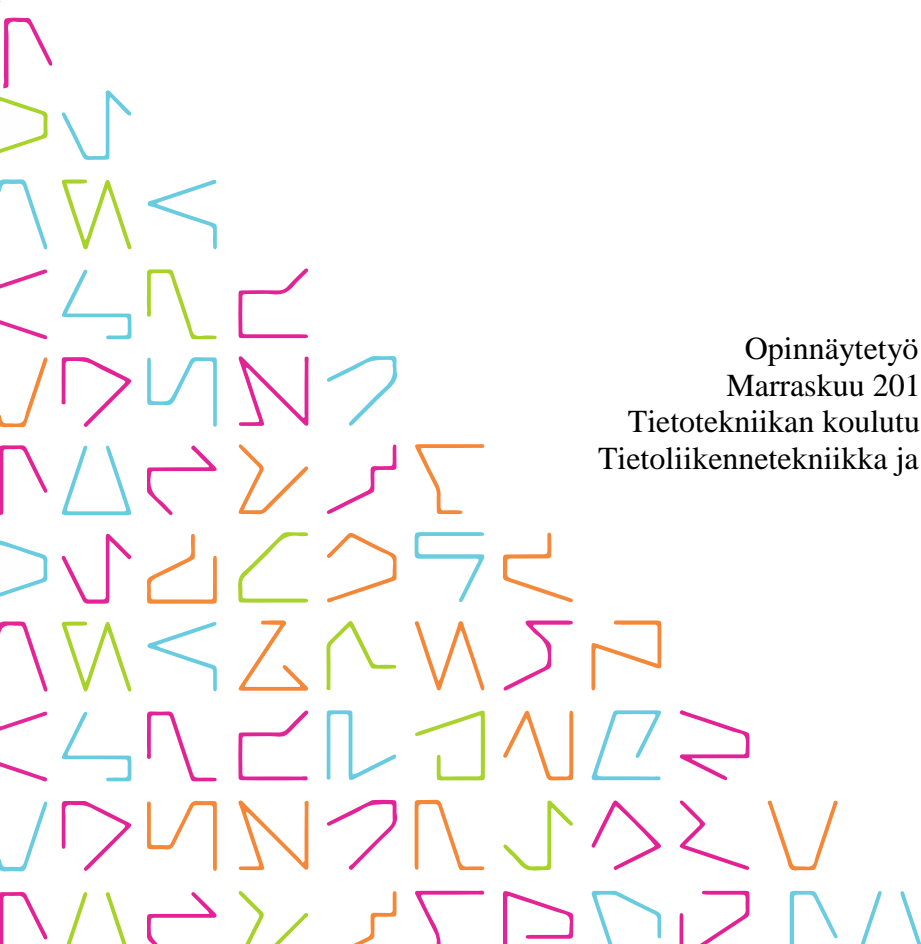 Opinnäytetyö
Marraskuu 201
Tietotekniikan koulutu
Tietoliikennetekniikka ja